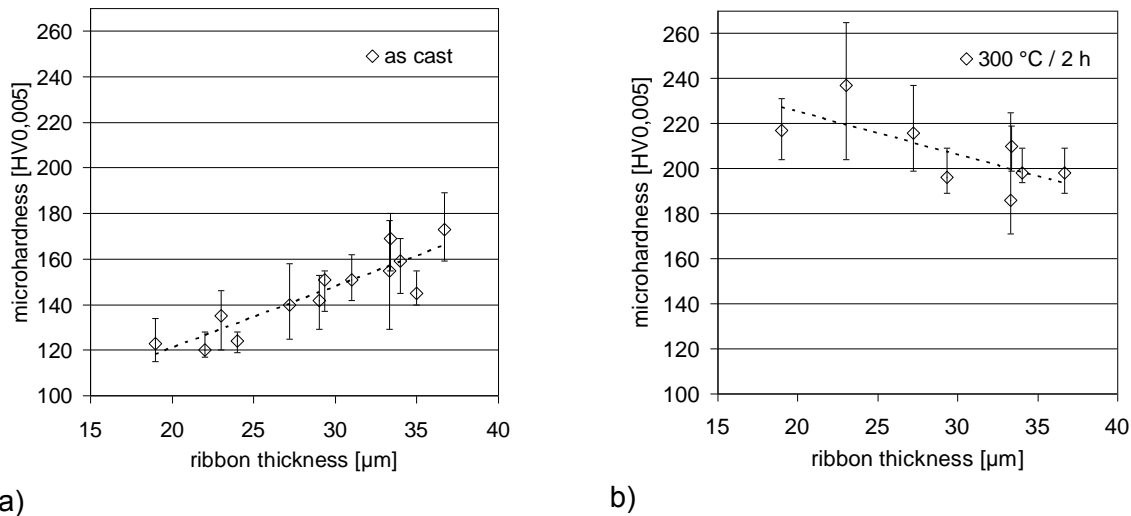 260
240
220
200
180
160
140
120
100
microhardness [HV0,005]
as cast
15 20 25 30 35 40
ribbon thickness [µm]
a)
260
240
220
200
180
160
140
120
100
microhardness [HV0,005]
300 °C / 2 h
15 20 25 30 35 40
ribbon thickness [µm]
b)